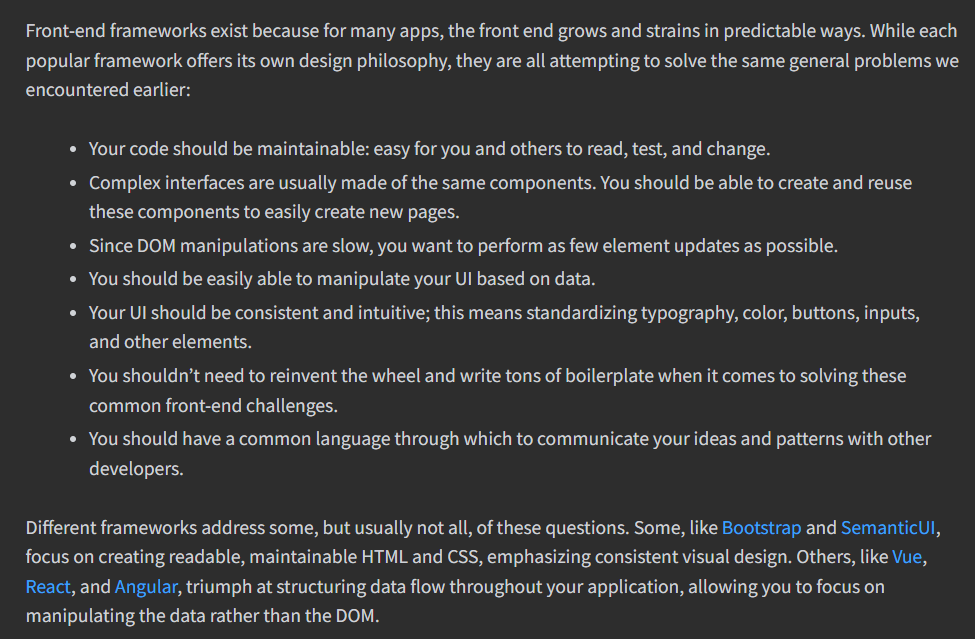 Front-end frameworks exist because for many apps, the front end grows and strains in predictable ways. While each
popular framework offers its own design philosophy, they are all attempting to solve the same general problems we
encountered earlier:
• Your code should be maintainable: easy for you and others to read, test, and change.
• Complex interfaces are usually made of the same components. You should be able to create and reuse
these components to easily create new pages.
• Since DOM manipulations are slow, you want to perform as few element updates as possible.
• You should be easily able to manipulate your UI based on data.
• Your UI should be consistent and intuitive; this means standardizing typography, color, buttons, inputs,
and other elements.
• You shouldn’t need to reinvent the wheel and write tons of boilerplate when it comes to solving these
common front-end challenges.
• You should have a common language through which to communicate your ideas and patterns with other
developers.
Different frameworks address some, but usually not all, of these questions. Some, like Bootstrap and SemanticUI,
focus on creating readable, maintainable HTML and CSS, emphasizing consistent visual design. Others, like Vue,
React, and Angular, triumph at structuring data flow throughout your application, allowing you to focus on
manipulating the data rather than the DOM.